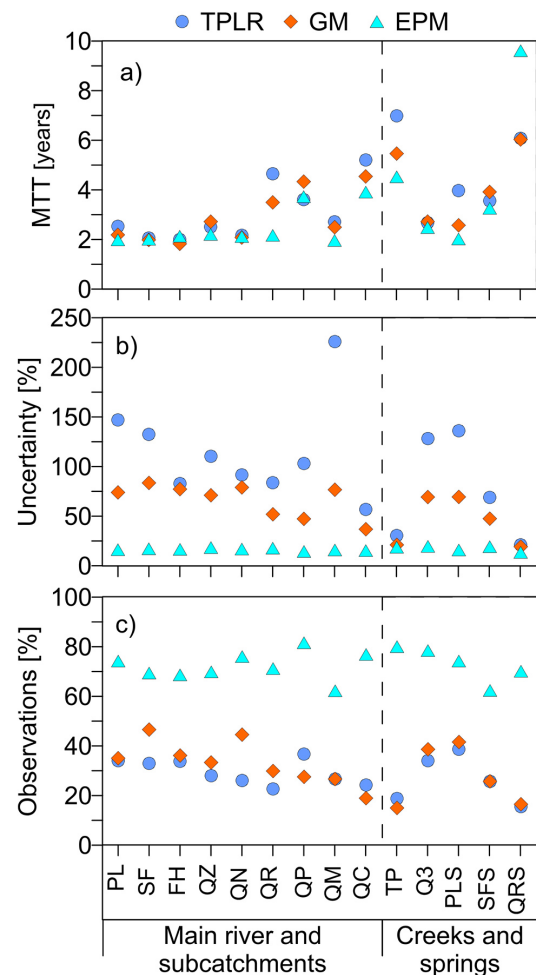 TPLR GM EPM
a)
MTT [years]
10
8
6
4
2
0
b)
Uncertainty [%]
250
200
150
100
50
0
c)
Observations [%]
100
80
60
40
20
0
PL SF FH QZ QN QR QP QM QC TP Q3 PLS SFS QRS
Main river and Creeks and
subcatchments springs